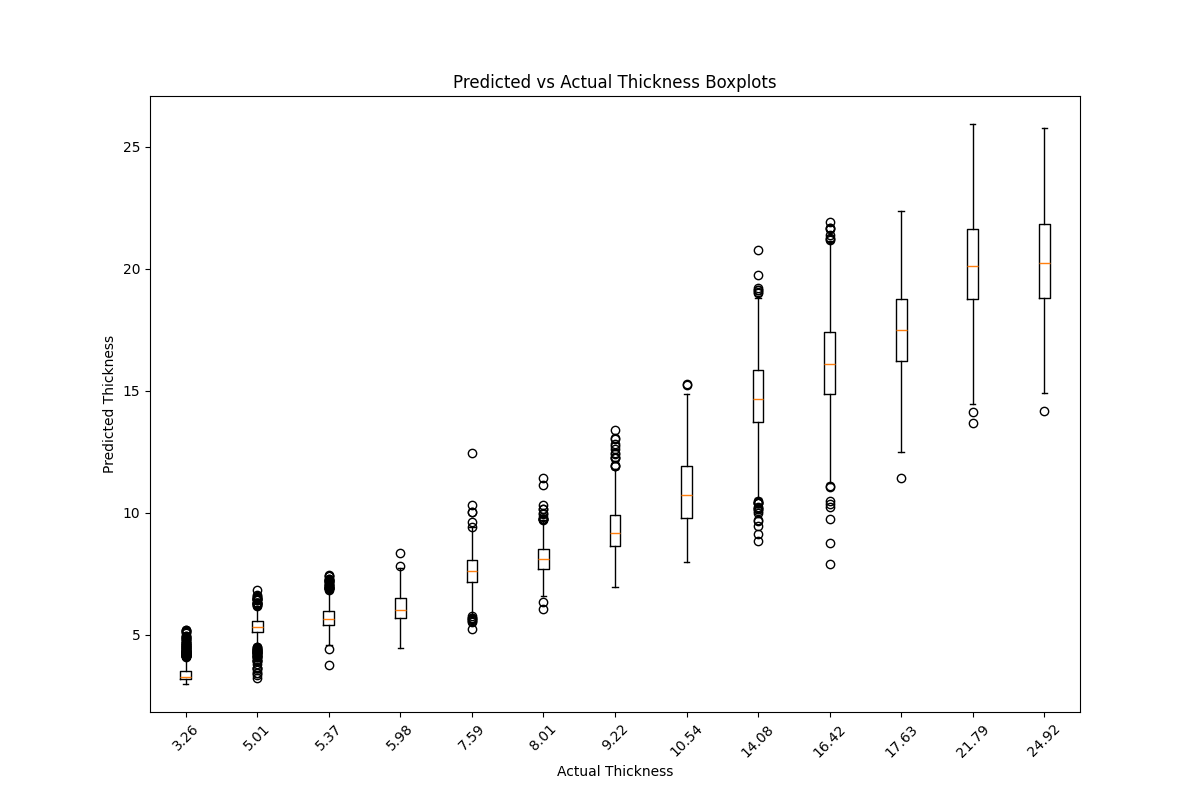 Predicted vs Actual Thickness Boxplots
Predicted Thickness
25
20
15
10
5
3.26 5.01 5.37 5.98 7.59 8.01 9.22 10.54 14.08 16.42 17.63 21.79 24.92
Actual Thickness